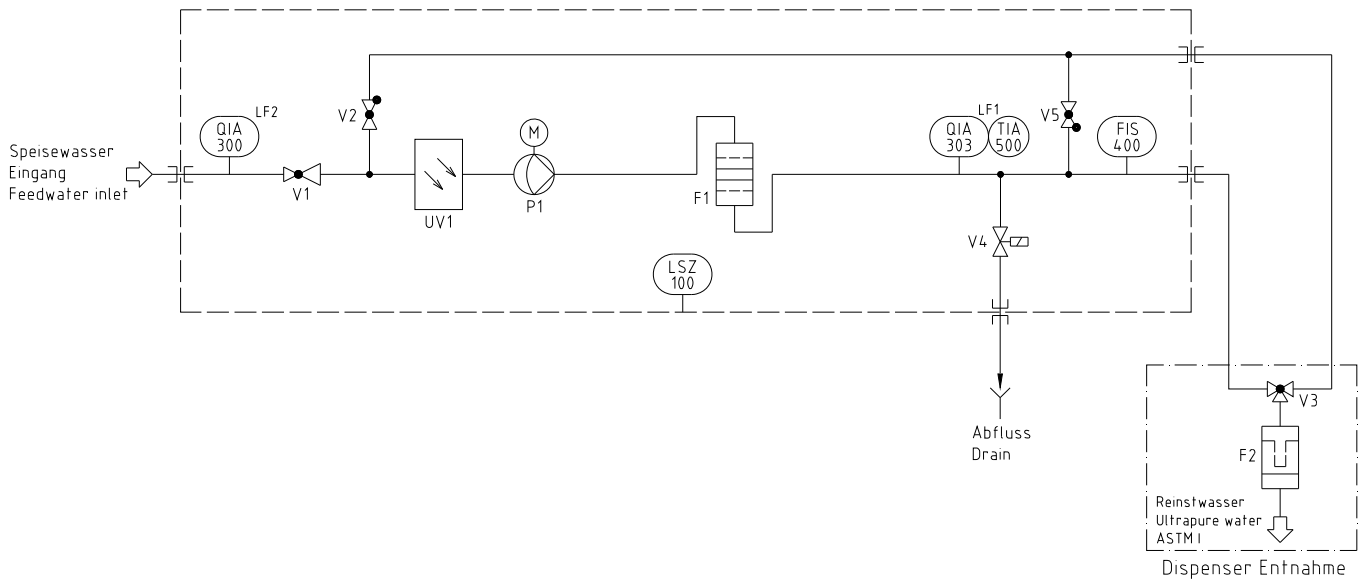 Speisewasser
Eingang
Feedwater inlet
QIA
300
LF2
V1
V2
UV1
M
P1
F1
LSZ
100
LF1
QIA
303
TIA
500
V4
V5
FIS
400
Abfluss
Drain
V3
F2
Reinstwasser
Ultrapure water
ASTM I
Dispenser Entnahme